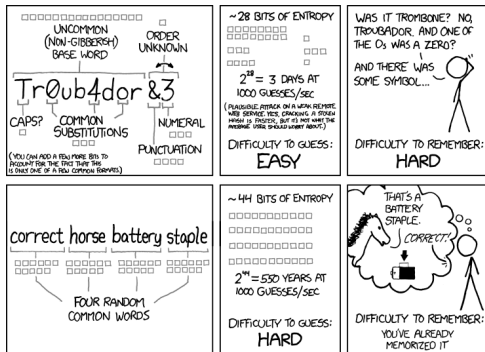 UNCOMMON
(NON-GIBBERISH)
BASE WORD
ORDER
UNKNOWN
Tr0ub4dor &3
CAPS?
COMMON
SUBSTITUTIONS
NUMERAL
PUNCTUATION
(YOU CAN ADD A FEW MORE BITS TO
ACCOUNT FOR THE FACT THAT THIS
IS ONLY ONE OF A FEW COMMON FORMATS.)
~28 BITS OF ENTROPY
2^28 = 3 DAYS AT
1000 GUESSES/SEC
(PLAUSIBLE ATTACK ON A WEAK REMOTE
WEB SERVICE. YES, CRACKING A STOLEN
HASH IS FASTER, BUT IT'S NOT WHAT THE
AVERAGE USER SHOULD WORRY ABOUT.)
DIFFICULTY TO GUESS:
EASY
WAS IT TROMBONE? NO,
TROUBADOR. AND ONE OF
THE Os WAS A ZERO?
AND THERE WAS
SOME SYMBOL...
DIFFICULTY TO REMEMBER:
HARD
correct horse battery staple
FOUR RANDOM
COMMON WORDS
~44 BITS OF ENTROPY
2^44 = 550 YEARS AT
1000 GUESSES/SEC
DIFFICULTY TO GUESS:
HARD
THAT'S A
BATTERY
STAPLE.
CORRECT!
DIFFICULTY TO REMEMBER:
YOU'VE ALREADY
MEMORIZED IT